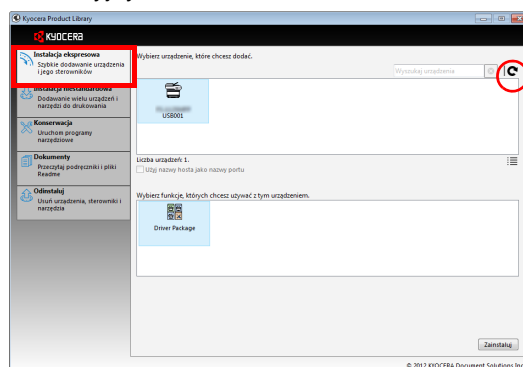 Kyocera Product Library
KYOCERA
Instalacja ekspresowa
Szybkie dodawanie urządzenia
i jego sterowników
Instalacja niestandardowa
Dodawanie wielu urządzeń i
narzędzi do drukowania
Konserwacja
Uruchom programy
narzędziowe
Dokumenty
Przeczytaj podręczniki i pliki
Readme
Odinstaluj
Usuń urządzenia, sterowniki i
narzędzia
Wybierz urządzenie, które chcesz dodać.
Wyszukaj urządzenia
USB001
Liczba urządzeń: 1.
Użyj nazwy hosta jako nazwy portu
Wybierz funkcje, których chcesz używać z tym urządzeniem.
Driver Package
Zainstaluj
© 2012 KYOCERA Document Solutions Inc.